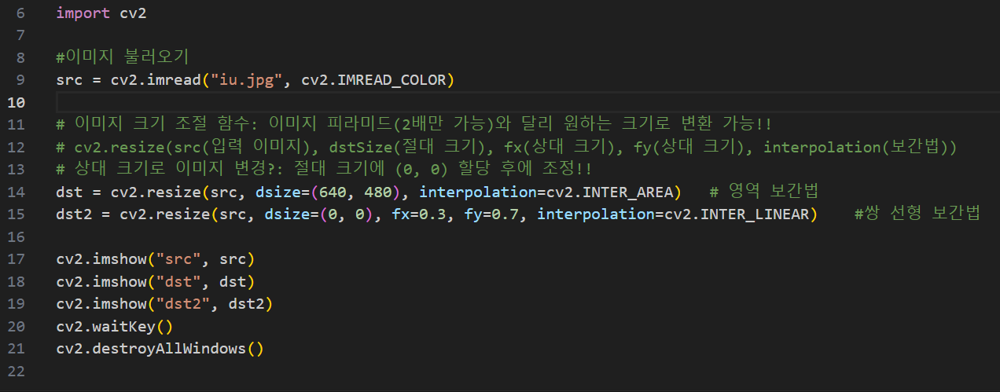 6 import cv2
7
8 #이미지 불러오기
9 src = cv2.imread("iu.jpg", cv2.IMREAD_COLOR)
10
11 # 이미지 크기 조절 함수: 이미지 피라미드(2배만 가능)와 달리 원하는 크기로 변환 가능!!
12 # cv2.resize(src(입력 이미지), dstSize(절대 크기), fx(상대 크기), fy(상대 크기), interpolation(보간법))
13 # 상대 크기로 이미지 변경?: 절대 크기에 (0, 0) 할당 후에 조정!!
14 dst = cv2.resize(src, dsize=(640, 480), interpolation=cv2.INTER_AREA)   # 영역 보간법
15 dst2 = cv2.resize(src, dsize=(0, 0), fx=0.3, fy=0.7, interpolation=cv2.INTER_LINEAR)    #쌍 선형 보간법
16
17 cv2.imshow("src", src)
18 cv2.imshow("dst", dst)
19 cv2.imshow("dst2", dst2)
20 cv2.waitKey()
21 cv2.destroyAllWindows()
22